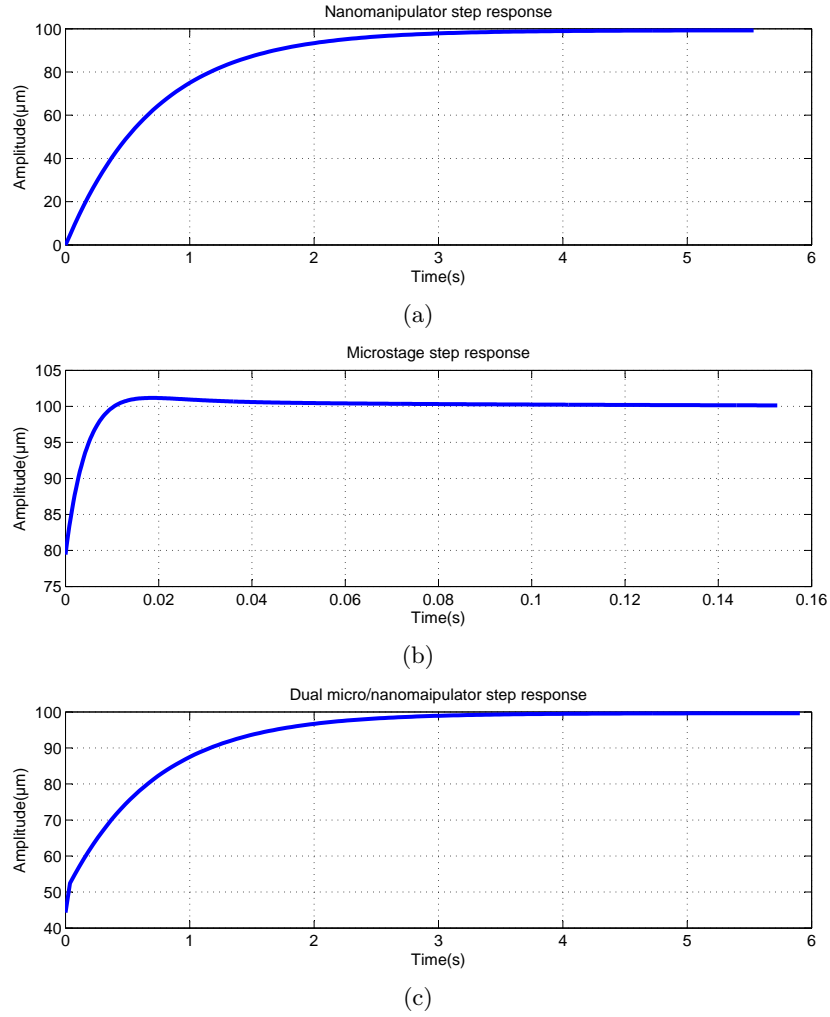 Nanomanipulator step response
100
80
60
40
20
0
Amplitude(µm)
0 1 2 3 4 5 6
Time(s)
(a)
Microstage step response
105
100
95
90
85
80
75
Amplitude(µm)
0 0.02 0.04 0.06 0.08 0.1 0.12 0.14 0.16
Time(s)
(b)
Dual micro/nanomaipulator step response
100
90
80
70
60
50
40
Amplitude(µm)
0 1 2 3 4 5 6
Time(s)
(c)